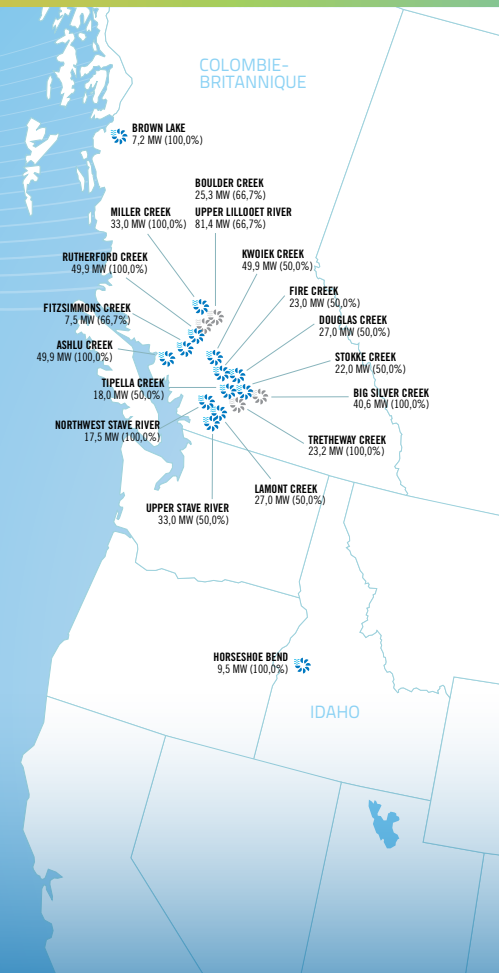 COLOMBIE-
BRITANNIQUE
BROWN LAKE
7,2 MW (100,0%)
BOULDER CREEK
25,3 MW (66,7%)
MILLER CREEK
33,0 MW (100,0%)
UPPER LILLOOET RIVER
81,4 MW (66,7%)
RUTHERFORD CREEK
49,9 MW (100,0%)
KWOIEK CREEK
49,9 MW (50,0%)
FIRE CREEK
23,0 MW (50,0%)
FITZSIMMONS CREEK
7,5 MW (66,7%)
DOUGLAS CREEK
27,0 MW (50,0%)
ASHLU CREEK
49,9 MW (100,0%)
STOKKE CREEK
22,0 MW (50,0%)
TIPELLA CREEK
18,0 MW (50,0%)
BIG SILVER CREEK
40,6 MW (100,0%)
NORTHWEST STAVE RIVER
17,5 MW (100,0%)
TRETHEWAY CREEK
23,2 MW (100,0%)
LAMONT CREEK
27,0 MW (50,0%)
UPPER STAVE RIVER
33,0 MW (50,0%)
HORSESHOE BEND
9,5 MW (100,0%)
IDAHO